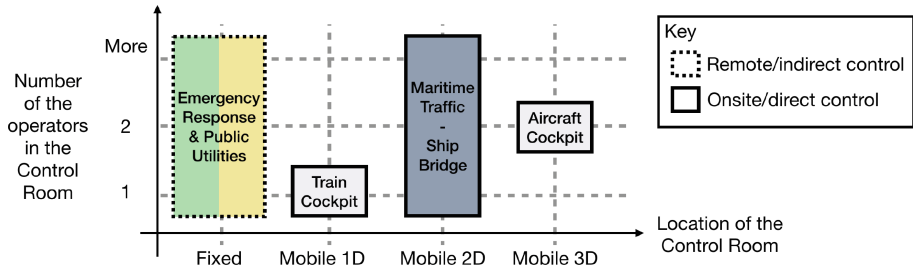 More
Number
of the
operators
in the
Control
Room
2
1
Emergency
Response
& Public
Utilities
Train
Cockpit
Maritime
Traffic
-
Ship
Bridge
Aircraft
Cockpit
Fixed
Mobile 1D
Mobile 2D
Mobile 3D
Location of the
Control Room
Key
Remote/indirect control
Onsite/direct control